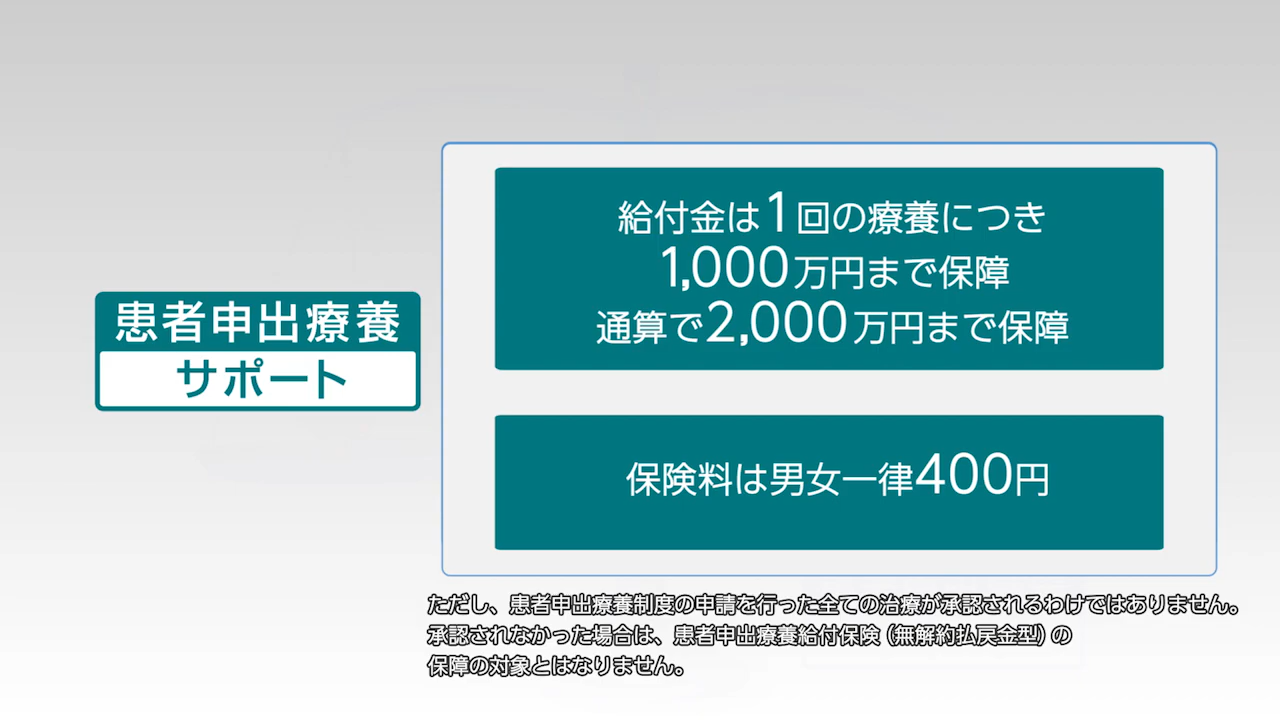 患者申出療養
サポート
給付金は1回の療養につき
1,000万円まで保障
通算で2,000万円まで保障
保険料は男女一律400円
ただし、患者申出療養制度の申請を行った全ての治療が承認されるわけではありません。
承認されなかった場合は、患者申出療養給付保険（無解約払戻金型）の
保障の対象とはなりません。